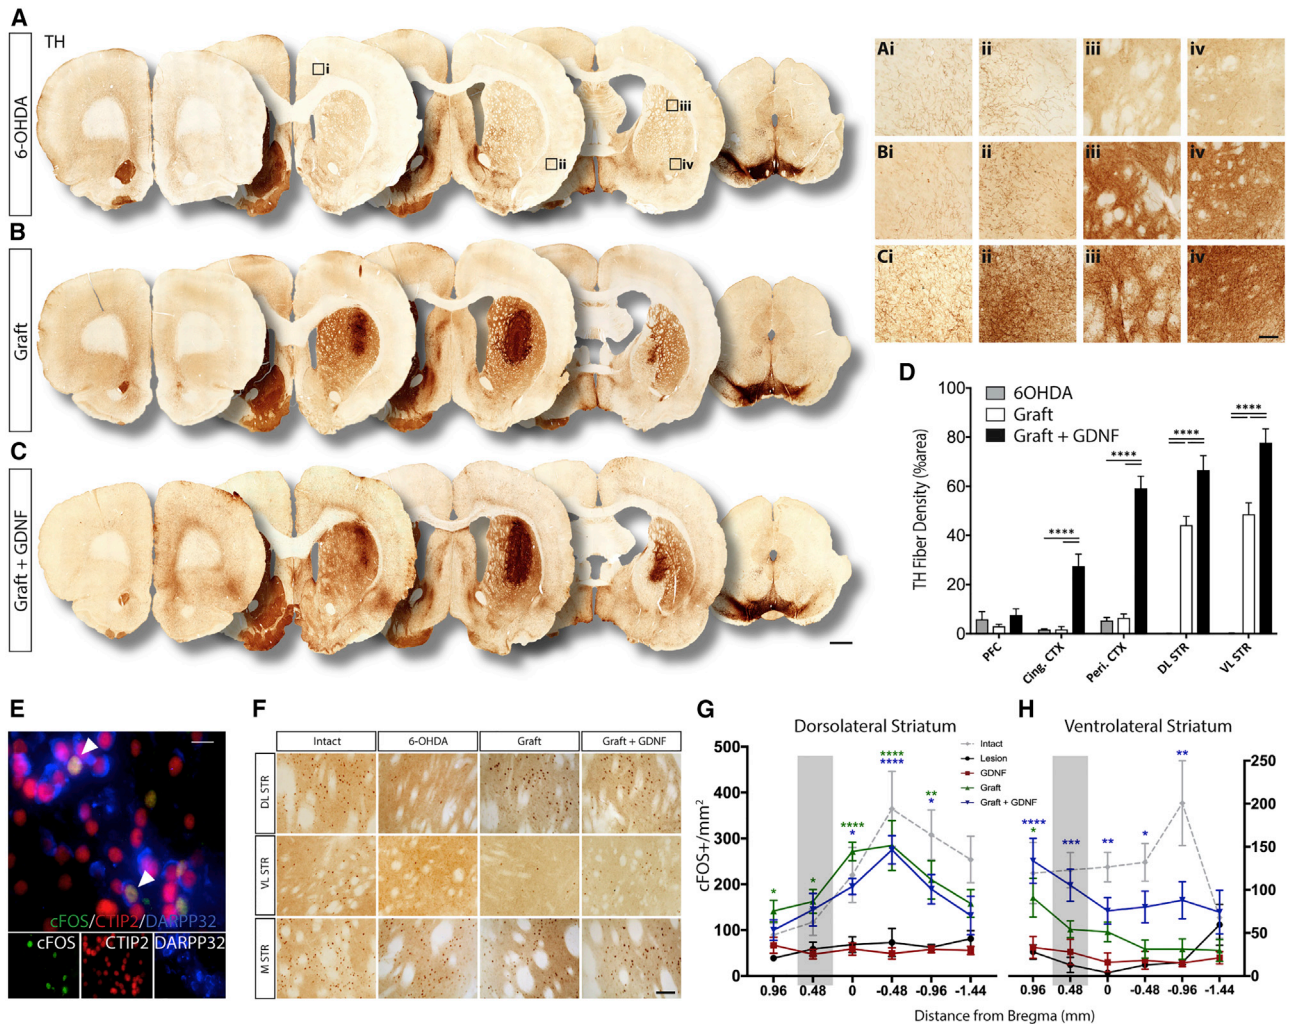 A
TH
6-OHDA
i
ii
iii
iv
B
Graft
C
Graft + GDNF
Ai
ii
iii
iv
Bi
ii
iii
iv
Ci
ii
iii
iv
D
100
80
60
40
20
0
TH Fiber Density (%area)
6OHDA
Graft
Graft + GDNF
****
****
****
****
PFC
Cing. CTX
Peri. CTX
DL STR
VL STR
E
cFOS/CTIP2/DARPP32
cFOS
CTIP2
DARPP32
F
Intact
6-OHDA
Graft
Graft + GDNF
DL STR
VL STR
M STR
G
Dorsolateral Striatum
500
400
300
200
100
0
cFOS+/mm2
*
*
****
*
****
****
**
*
0.96
0.48
0
-0.48
-0.96
-1.44
Intact
Lesion
GDNF
Graft
Graft + GDNF
H
Ventrolateral Striatum
****
*
***
**
*
**
250
200
150
100
50
0
0.96
0.48
0
-0.48
-0.96
-1.44
Distance from Bregma (mm)